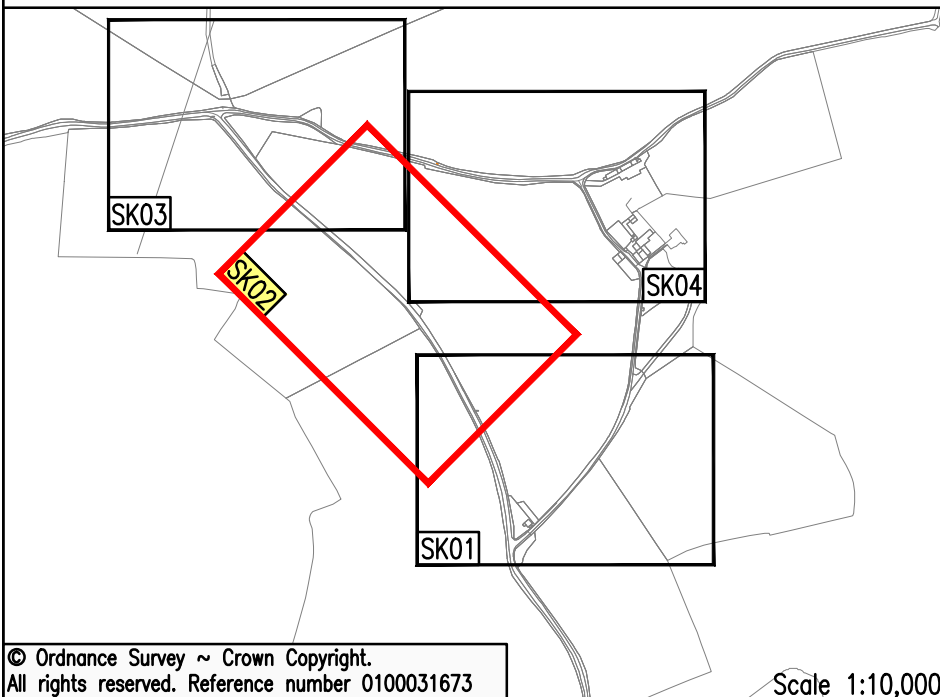 SK03
SK02
SK04
SK01
© Ordnance Survey ~ Crown Copyright.
All rights reserved. Reference number 0100031673
Scale 1:10,000